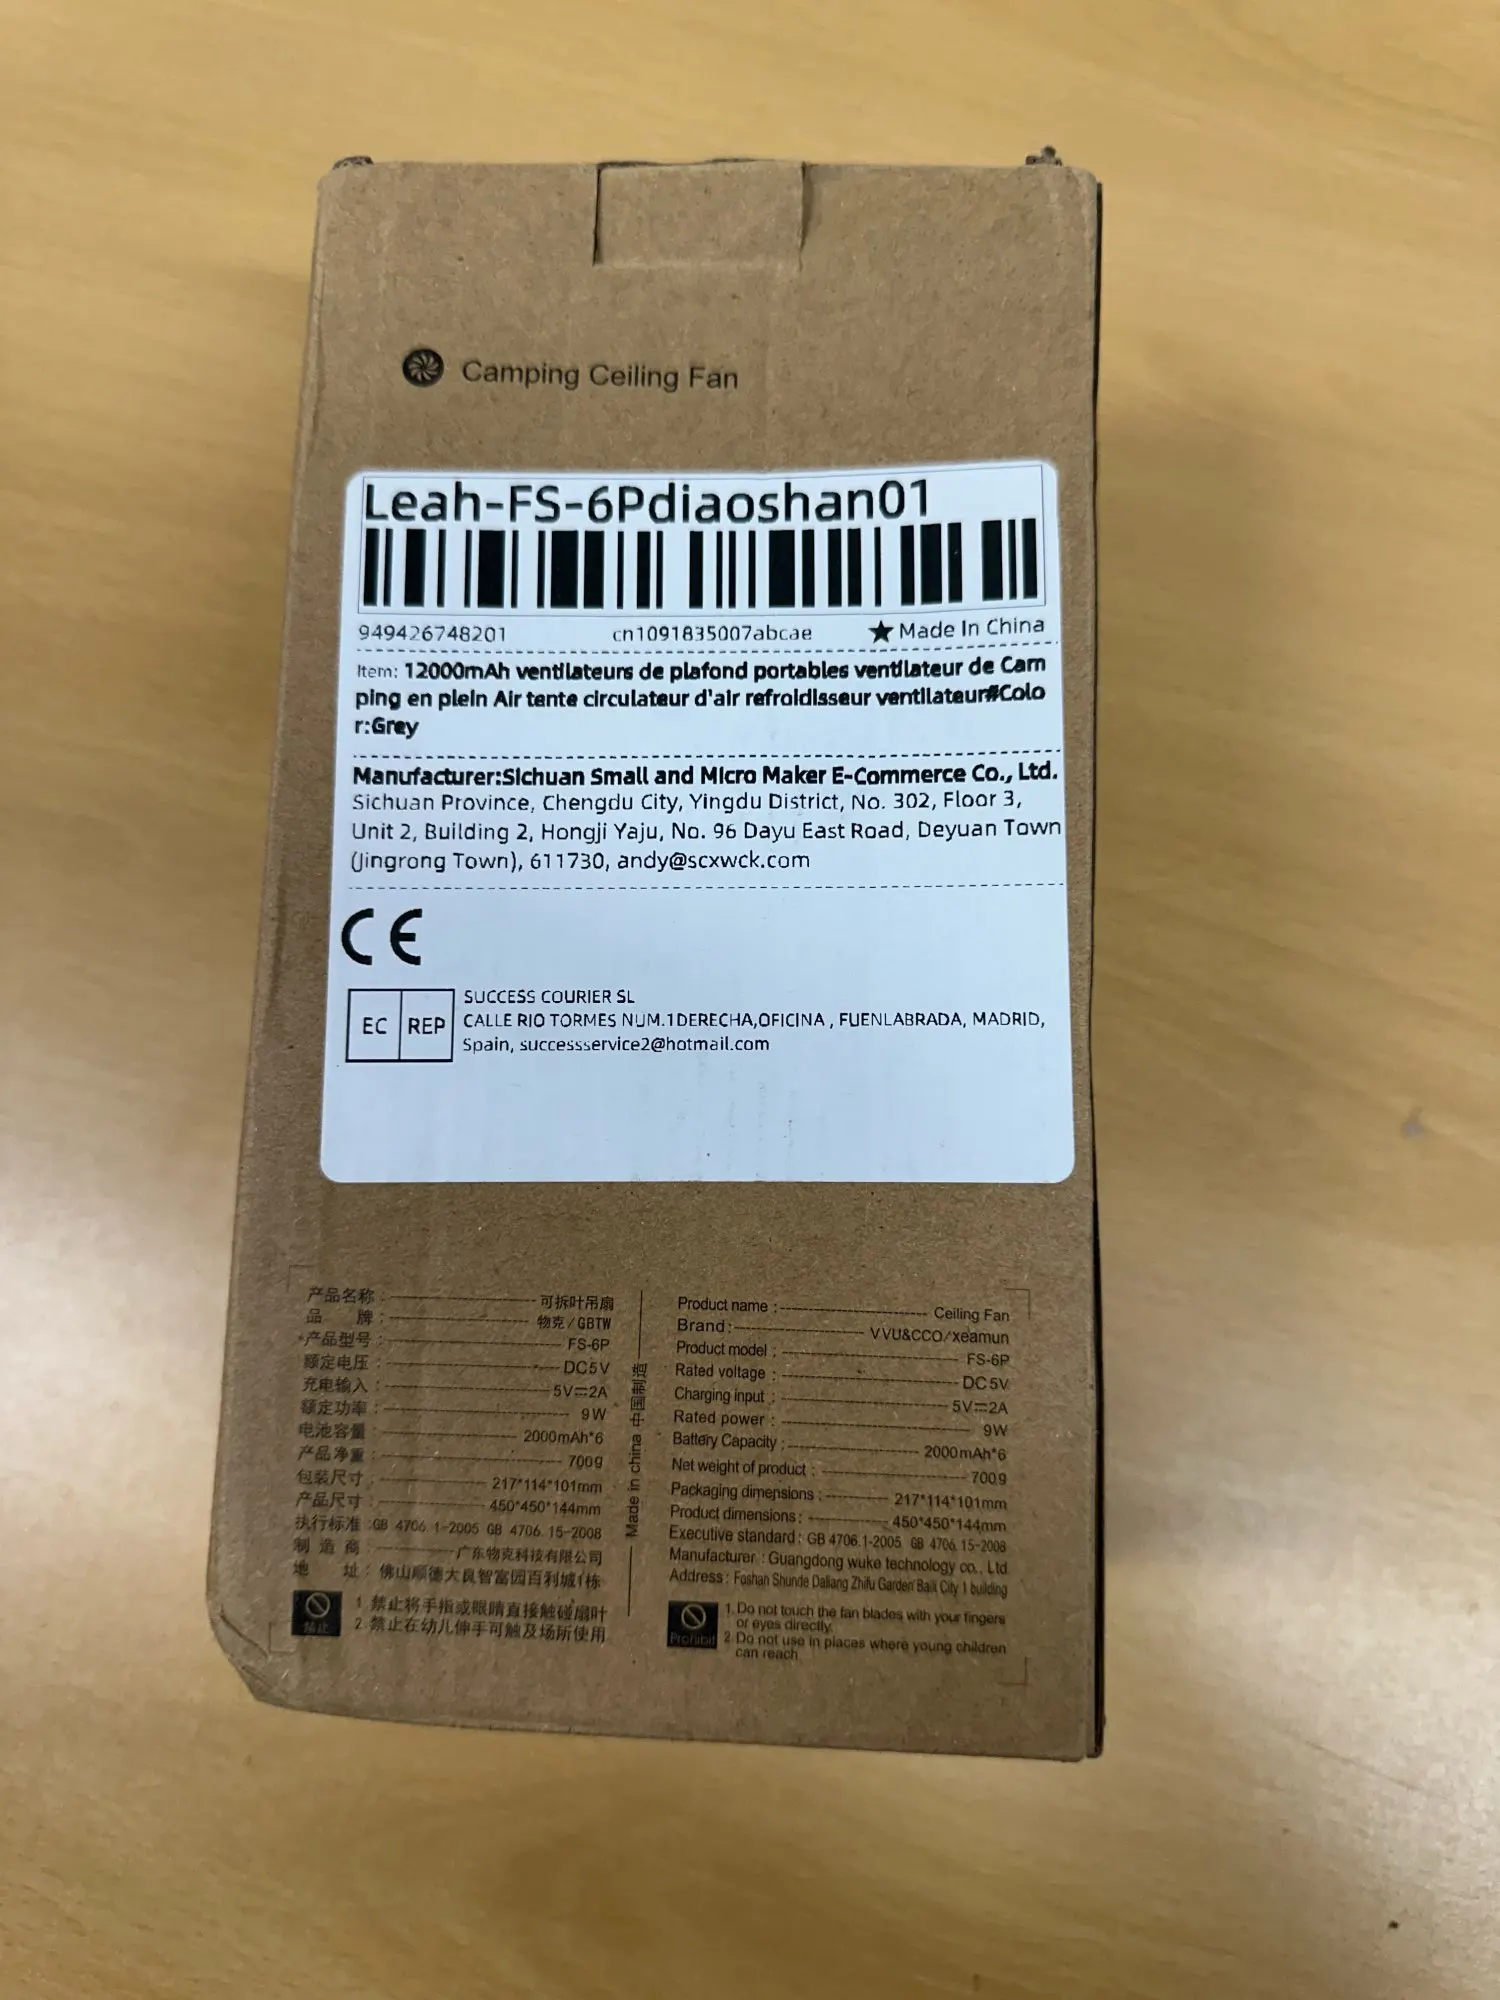 Camping Ceiling Fan
Leah-FS-6Pdiaoshan01
949426748201 cn1091835007abcae ★ Made In China
Item: 12000mAh ventilateurs de plafond portables ventilateur de Cam
ping en plein Air tente circulateur d'air refroidisseur ventilateur#Colo
r:Grey
Manufacturer:Sichuan Small and Micro Maker E-Commerce Co., Ltd.
Sichuan Province, Chengdu City, Yingdu District, No. 302, Floor 3,
Unit 2, Building 2, Hongji Yaju, No. 96 Dayu East Road, Deyuan Town
(Jingrong Town), 611730, andy@scxwck.com
CE
EC REP
SUCCESS COURIER SL
CALLE RIO TORMES NUM.1DERECHA,OFICINA , FUENLABRADA, MADRID,
Spain, successservice2@hotmail.com
产品名称 : 可拆叶吊扇
品 牌 : 物克/GBTW
产品型号 : FS-6P
额定电压 : DC5V
充电输入 : 5V⎓2A
额定功率 : 9W
电池容量 : 2000mAh*6
产品净重 : 700g
包装尺寸 : 217*114*101mm
产品尺寸 : 450*450*144mm
执行标准 :GB 4706.1-2005 GB 4706.15-2008
制 造 商 : 广东物克科技有限公司
地 址 : 佛山顺德大良智富园百利城1栋
禁止
1.禁止将手指或眼睛直接触碰扇叶
2.禁止在幼儿伸手可触及场所使用
Made in china 中国制造
Product name : Ceiling Fan
Brand : VVU&CCO/xeamun
Product model : FS-6P
Rated voltage : DC5V
Charging input : 5V⎓2A
Rated power : 9W
Battery Capacity : 2000mAh*6
Net weight of product : 700g
Packaging dimensions : 217*114*101mm
Product dimensions : 450*450*144mm
Executive standard : GB 4706.1-2005 GB 4706.15-2008
Manufacturer : Guangdong wuke technology co., Ltd
Address : Foshan Shunde Daliang Zhifu Garden Baili City 1 building
Prohibit
1. Do not touch the fan blades with your fingers
or eyes directly.
2. Do not use in places where young children
can reach